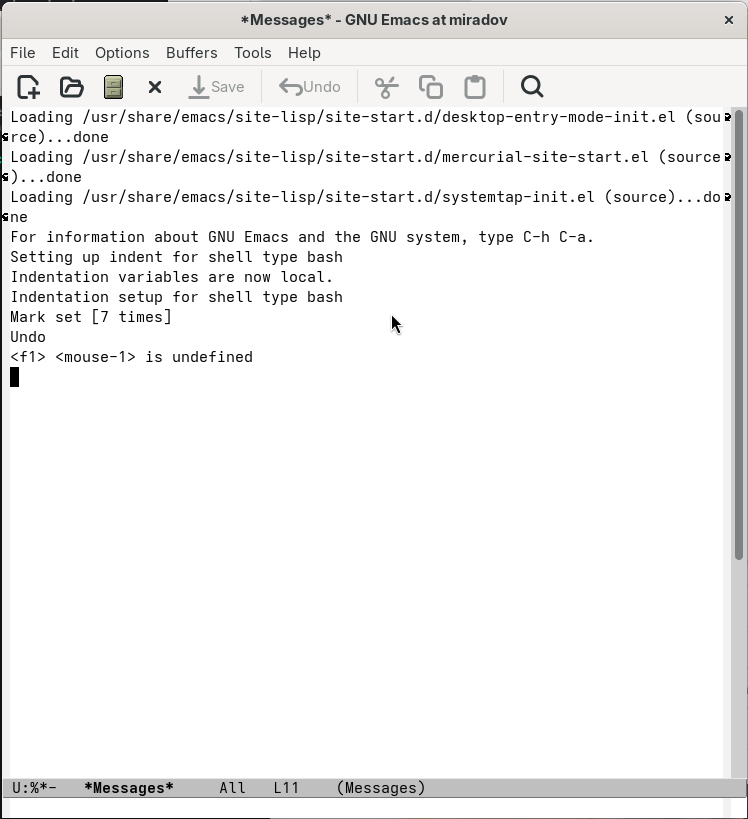 *Messages* - GNU Emacs at miradov
File Edit Options Buffers Tools Help
Save Undo
Loading /usr/share/emacs/site-lisp/site-start.d/desktop-entry-mode-init.el (sou
rce)...done
Loading /usr/share/emacs/site-lisp/site-start.d/mercurial-site-start.el (source
)...done
Loading /usr/share/emacs/site-lisp/site-start.d/systemtap-init.el (source)...do
ne
For information about GNU Emacs and the GNU system, type C-h C-a.
Setting up indent for shell type bash
Indentation variables are now local.
Indentation setup for shell type bash
Mark set [7 times]
Undo
<f1> <mouse-1> is undefined
U:%*-  *Messages*  All L11  (Messages)